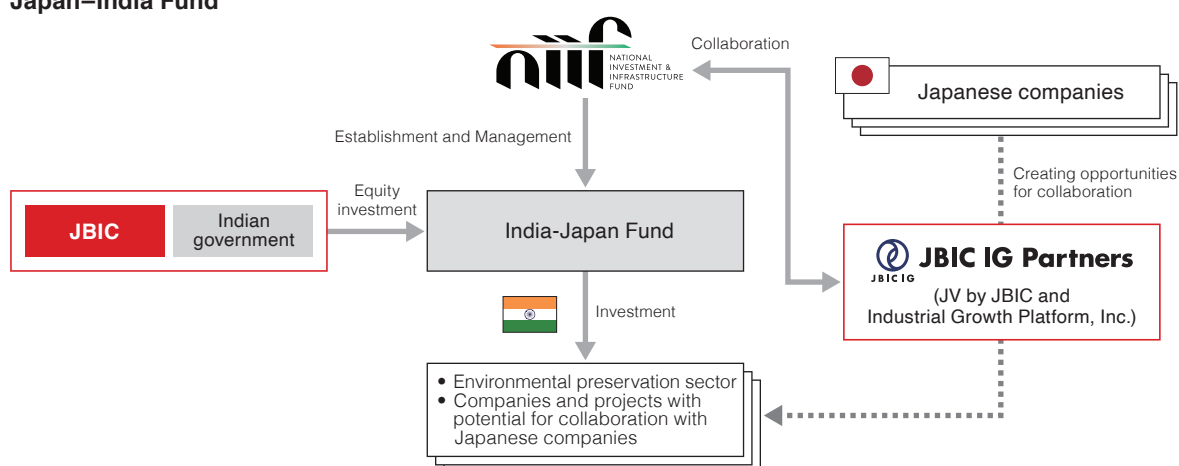 Japan–India Fund
niif
NATIONAL
INVESTMENT &
INFRASTRUCTURE
FUND
Collaboration
Japanese companies
Establishment and Management
Creating opportunities
for collaboration
JBIC
Indian
government
Equity
investment
India-Japan Fund
JBIC IG
JBIC IG Partners
(JV by JBIC and
Industrial Growth Platform, Inc.)
Investment
• Environmental preservation sector
• Companies and projects with
potential for collaboration with
Japanese companies